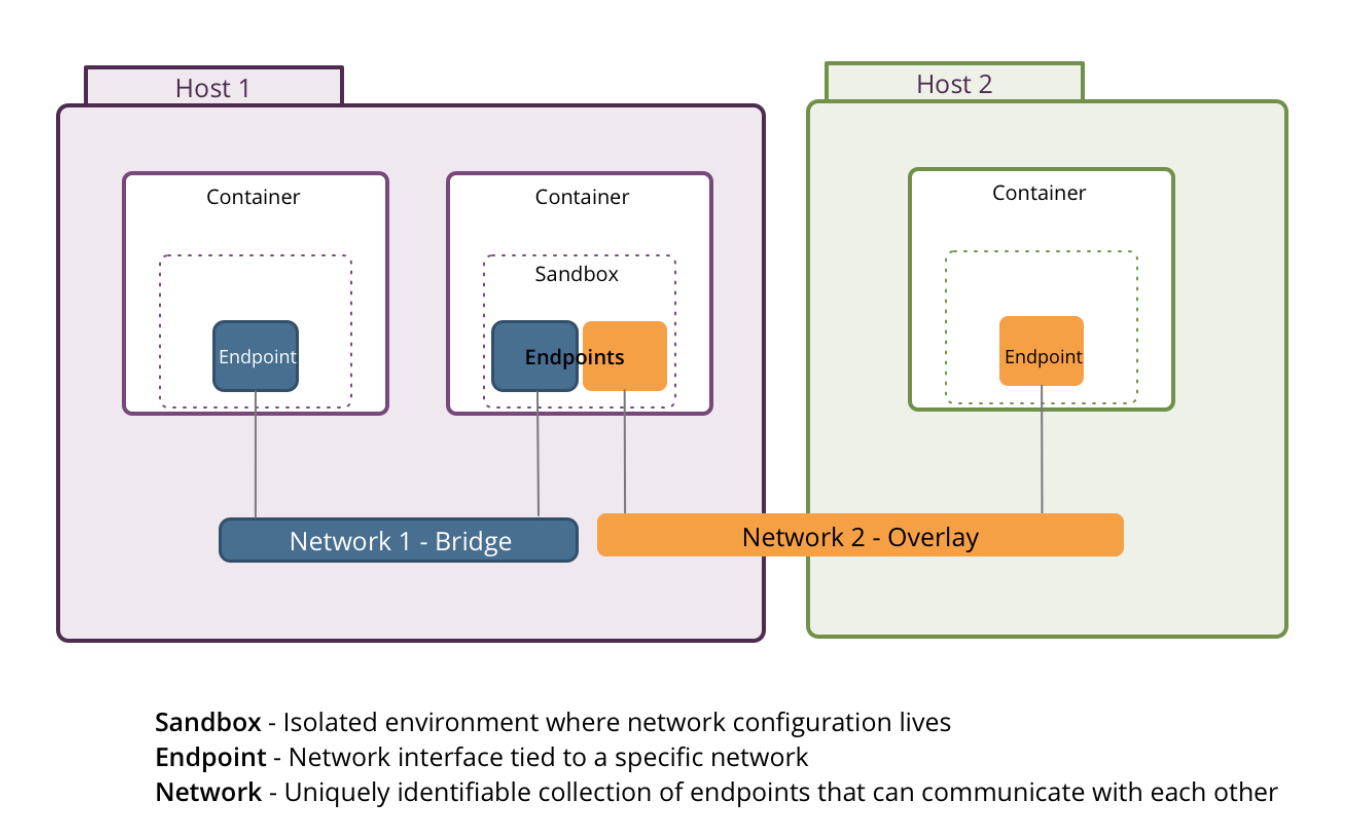 Host 1
Host 2
Container
Container
Container
Sandbox
Endpoint
Endpoints
Endpoint
Network 1 - Bridge
Network 2 - Overlay
Sandbox - Isolated environment where network configuration lives
Endpoint - Network interface tied to a specific network
Network - Uniquely identifiable collection of endpoints that can communicate with each other